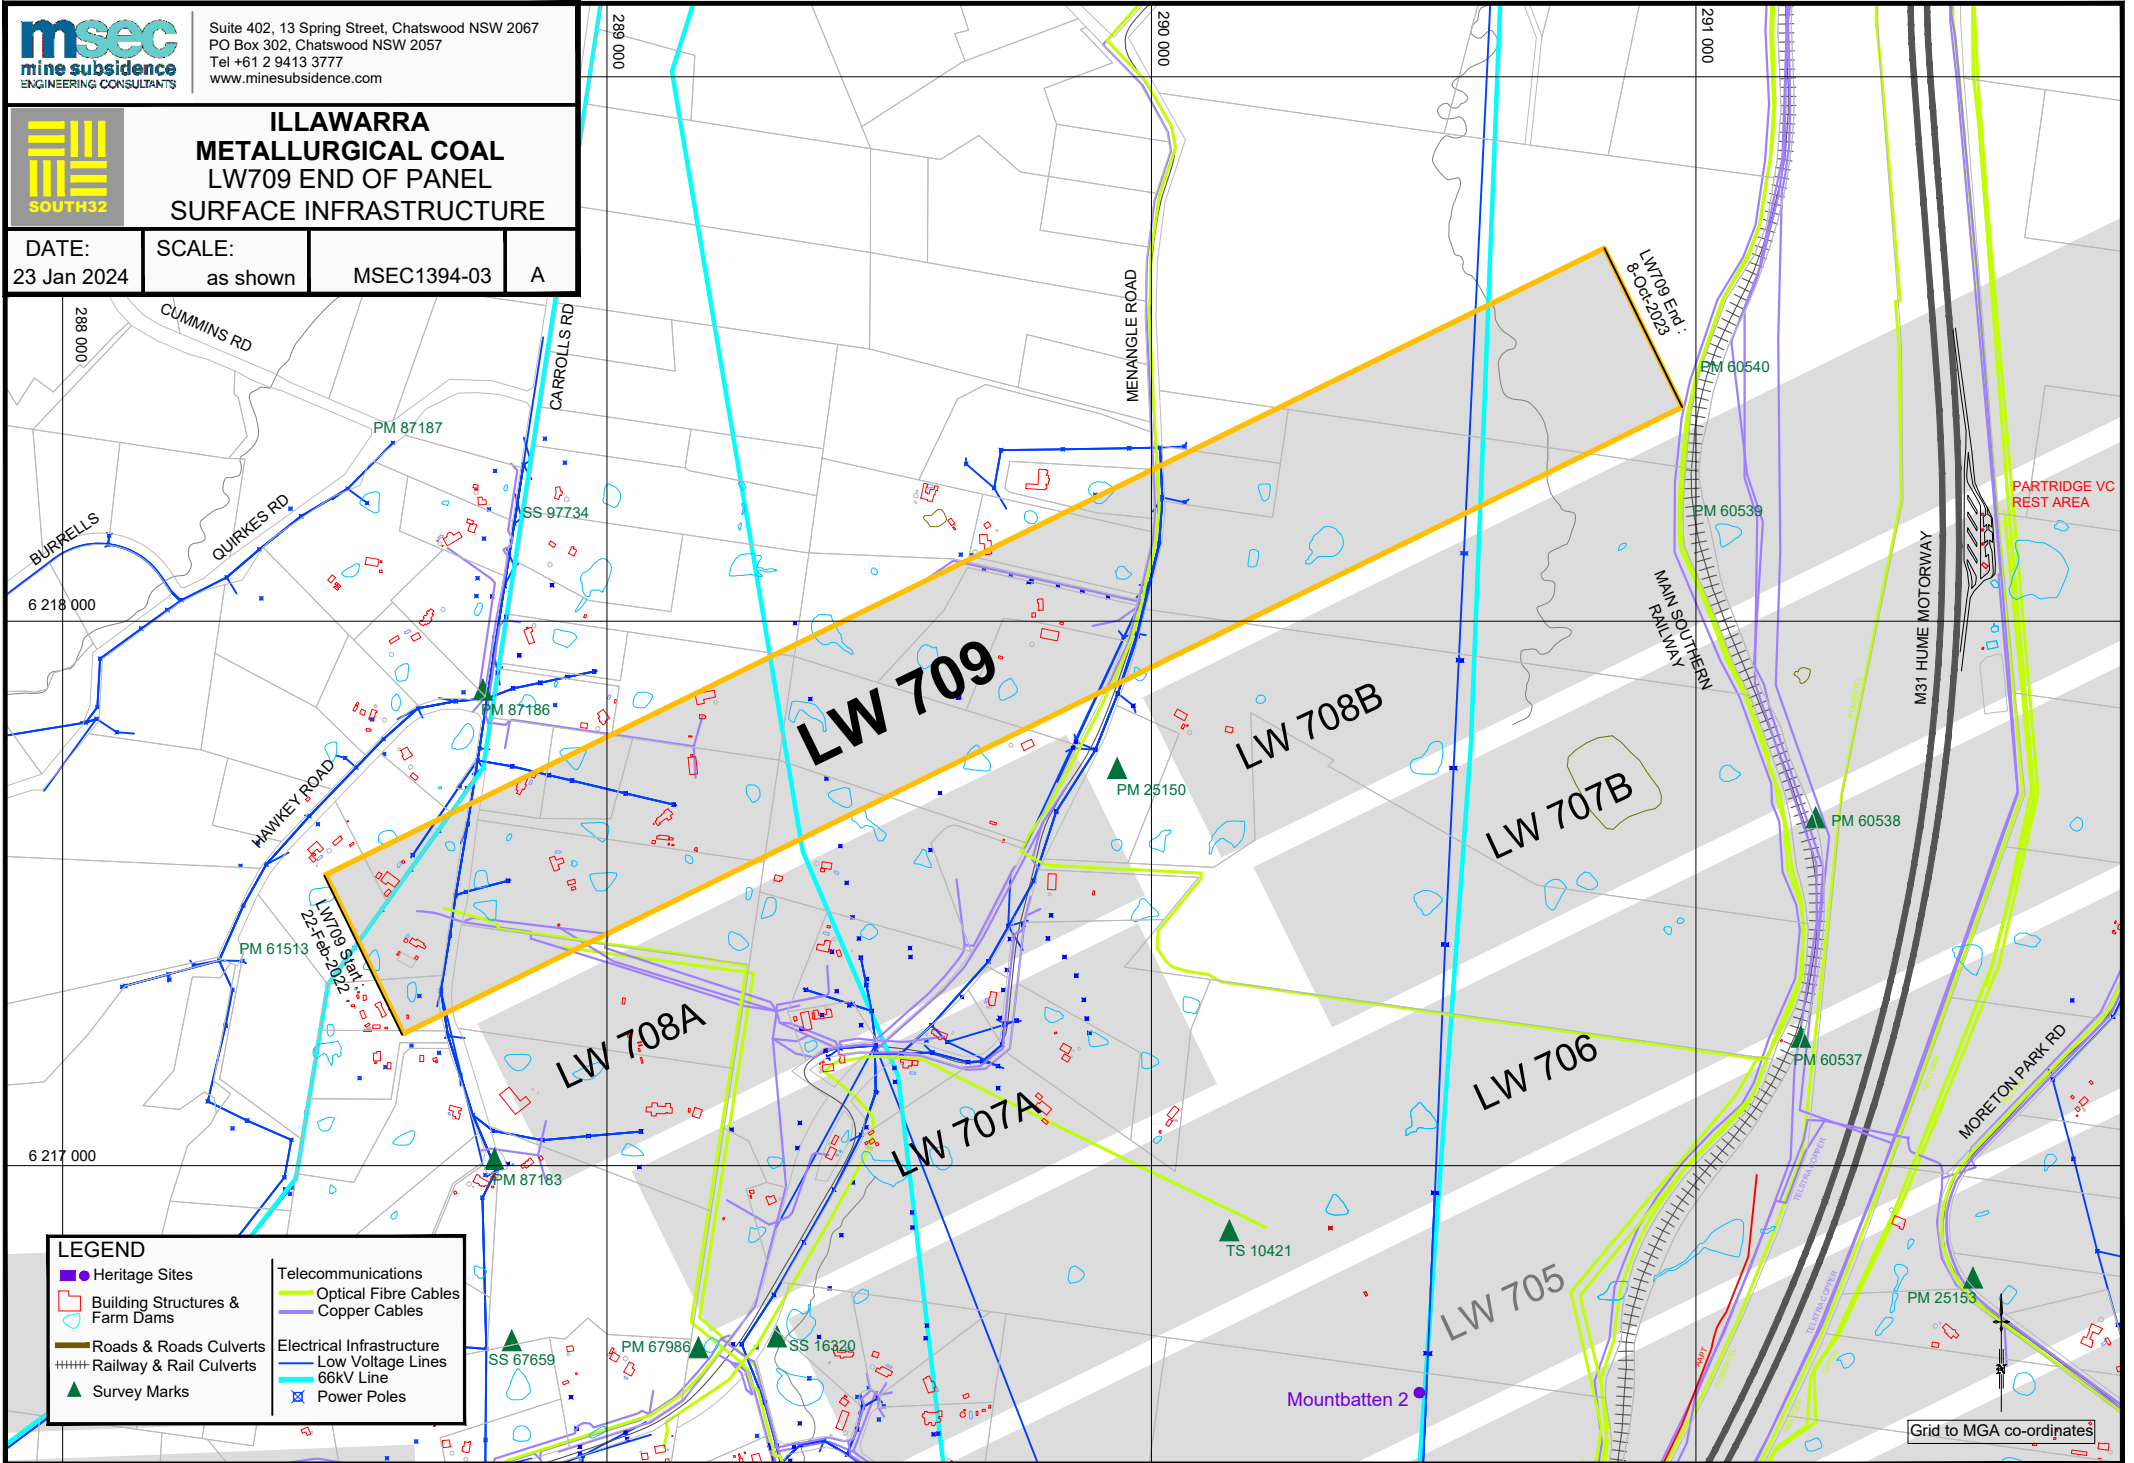 msec
mine subsidence
ENGINEERING CONSULTANTS
Suite 402, 13 Spring Street, Chatswood NSW 2067
PO Box 302, Chatswood NSW 2057
Tel +61 2 9413 3777
www.minesubsidence.com
SOUTH32
ILLAWARRA
METALLURGICAL COAL
LW709 END OF PANEL
SURFACE INFRASTRUCTURE
DATE:
23 Jan 2024
SCALE:
as shown
MSEC1394-03
A
288 000
289 000
290 000
291 000
6 218 000
6 217 000
CUMMINS RD
CARROLLS RD
MENANGLE ROAD
LW709 End :
8-Oct-2023
PM 60540
PM 87187
SS 97734
QUIRKES RD
BURRELLS
PM 60539
PARTRIDGE VC
REST AREA
M31 HUME MOTORWAY
MAIN SOUTHERN
RAILWAY
LW 709
PM 87186
LW 708B
HAWKEY ROAD
PM 25150
LW 707B
PM 60538
LW709 Start :
22-Feb-2022
PM 61513
LW 708A
LW 706
PM 60537
MORETON PARK RD
LW 707A
PM 87183
TELSTRA COPPER
TS 10421
TELSTRA COPPER
LW 705
PM 25153
PM 67986
SS 16320
SS 67659
AAPT
Mountbatten 2
N
Grid to MGA co-ordinates
LEGEND
Heritage Sites
Building Structures &
Farm Dams
Roads & Roads Culverts
Railway & Rail Culverts
Survey Marks
Telecommunications
Optical Fibre Cables
Copper Cables
Electrical Infrastructure
Low Voltage Lines
66kV Line
Power Poles